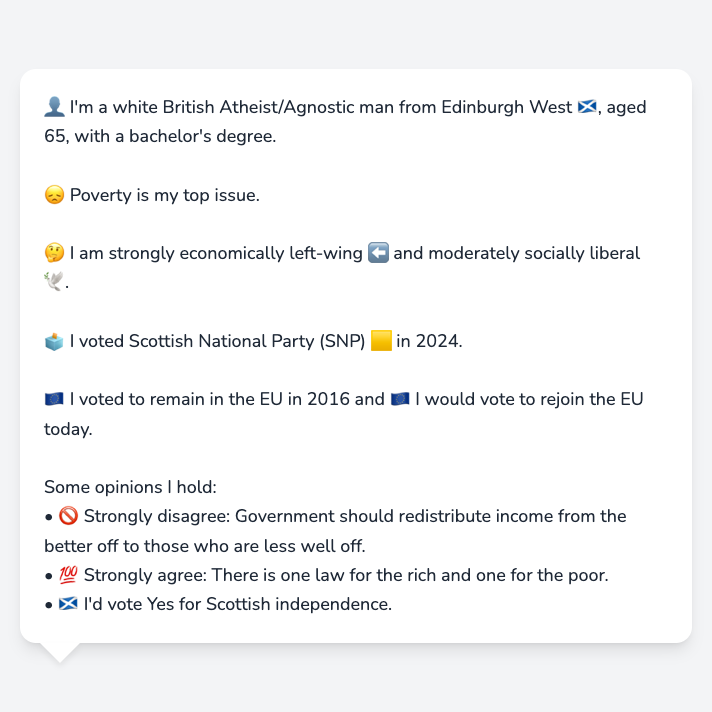 👤 I'm a white British Atheist/Agnostic man from Edinburgh West 🏴󠁧󠁢󠁳󠁣󠁴󠁿, aged
65, with a bachelor's degree.
😞 Poverty is my top issue.
🤔 I am strongly economically left-wing ⬅️ and moderately socially liberal
🕊️.
🗳️ I voted Scottish National Party (SNP) 🟨 in 2024.
🇪🇺 I voted to remain in the EU in 2016 and 🇪🇺 I would vote to rejoin the EU
today.
Some opinions I hold:
• 🚫 Strongly disagree: Government should redistribute income from the
better off to those who are less well off.
• 💯 Strongly agree: There is one law for the rich and one for the poor.
• 🏴󠁧󠁢󠁳󠁣󠁴󠁿 I'd vote Yes for Scottish independence.